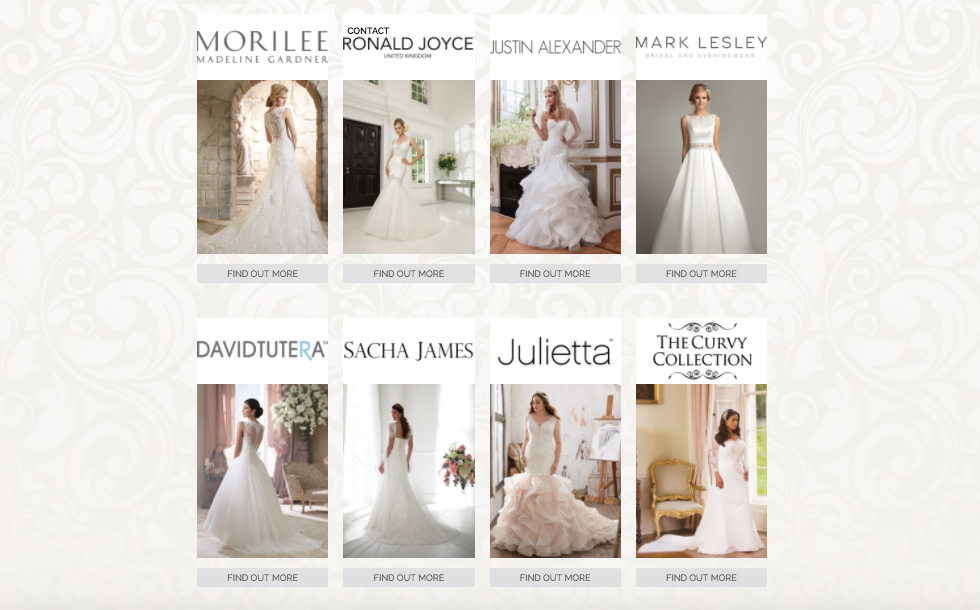 MORILEE
MADELINE GARDNER
CONTACT
RONALD JOYCE
UNITED KINGDOM
JUSTIN ALEXANDER
MARK LESLEY
BRIDAL AND EVENINGWEAR
FIND OUT MORE
FIND OUT MORE
FIND OUT MORE
FIND OUT MORE
DAVIDTUTERA™
SACHA JAMES
Julietta™
THE CURVY
COLLECTION
FIND OUT MORE
FIND OUT MORE
FIND OUT MORE
FIND OUT MORE